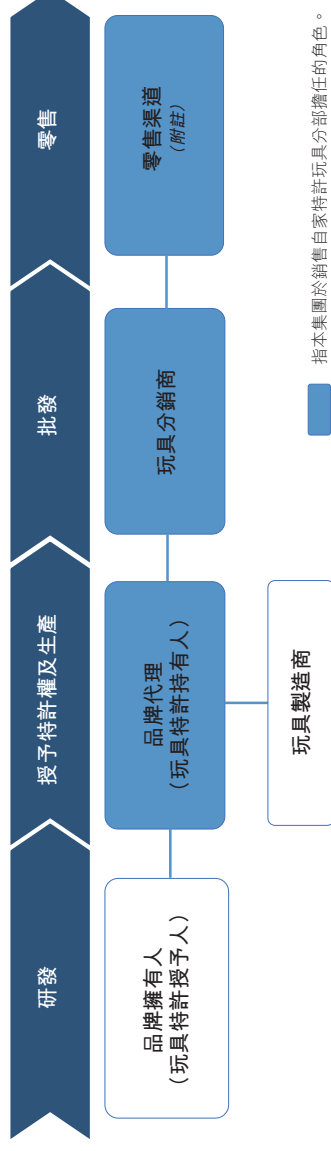 研發
授予特許權及生產
批發
零售
品牌擁有人
（玩具特許授予人）
品牌代理
（玩具特許持有人）
玩具分銷商
零售渠道
（附註）
玩具製造商
指本集團於銷售自家特許玩具分部擔任的角色。